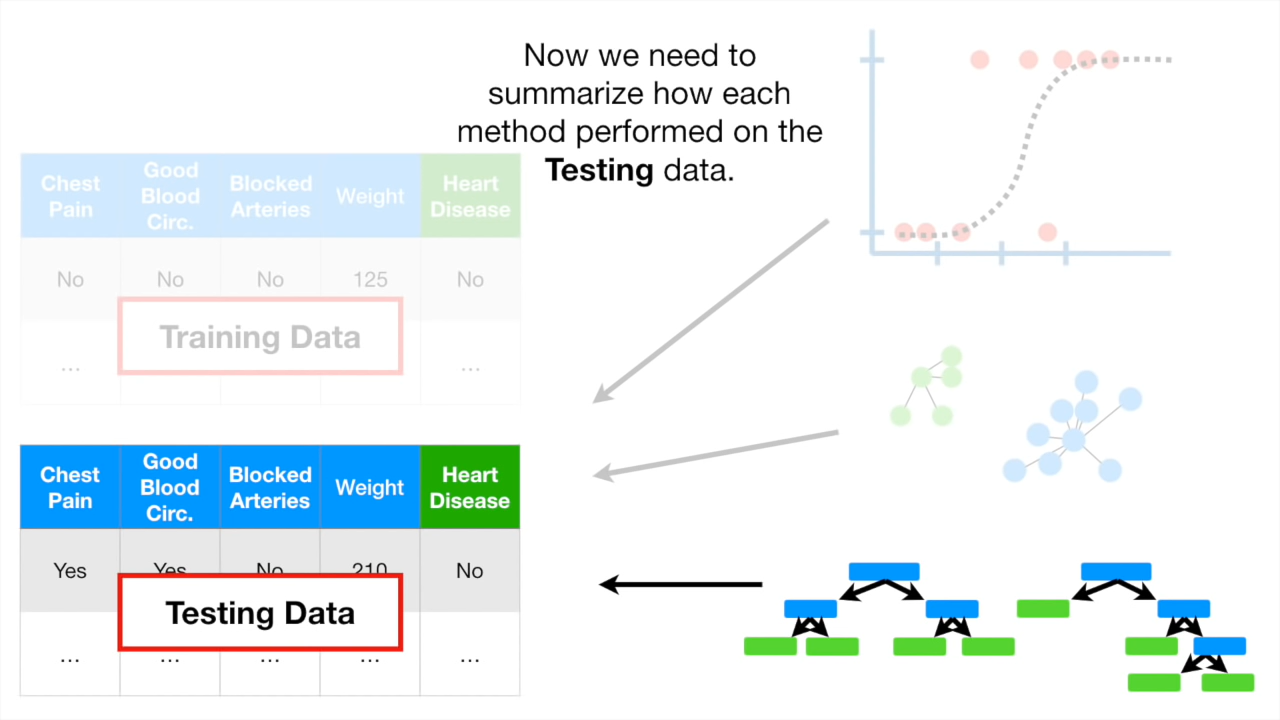 Now we need to
summarize how each
method performed on the
Testing data.
Chest Pain Good Blood Circ. Blocked Arteries Weight Heart Disease
No No No 125 No
Training Data
... ...
Chest Pain Good Blood Circ. Blocked Arteries Weight Heart Disease
Yes Yes No 210 No
Testing Data
... ... ... ... ...